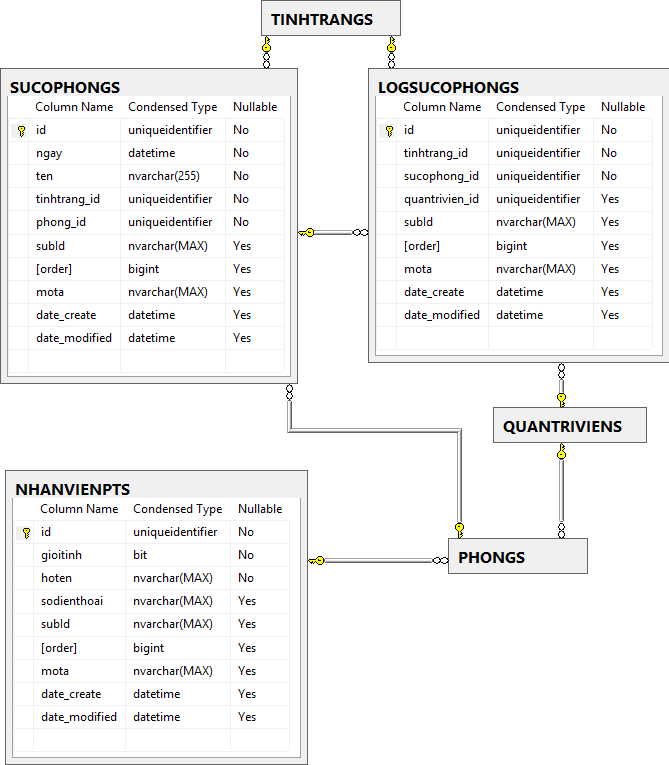 TINHTRANGS
SUCOPHONGS
Column Name Condensed Type Nullable
id uniqueidentifier No
ngay datetime No
ten nvarchar(255) No
tinhtrang_id uniqueidentifier No
phong_id uniqueidentifier No
subId nvarchar(MAX) Yes
[order] bigint Yes
mota nvarchar(MAX) Yes
date_create datetime Yes
date_modified datetime Yes
LOGSUCOPHONGS
Column Name Condensed Type Nullable
id uniqueidentifier No
tinhtrang_id uniqueidentifier No
sucophong_id uniqueidentifier No
quantrivien_id uniqueidentifier Yes
subId nvarchar(MAX) Yes
[order] bigint Yes
mota nvarchar(MAX) Yes
date_create datetime Yes
date_modified datetime Yes
QUANTRIVIENS
NHANVIENPTS
Column Name Condensed Type Nullable
id uniqueidentifier No
gioitinh bit No
hoten nvarchar(MAX) No
sodienthoai nvarchar(MAX) Yes
subId nvarchar(MAX) Yes
[order] bigint Yes
mota nvarchar(MAX) Yes
date_create datetime Yes
date_modified datetime Yes
PHONGS